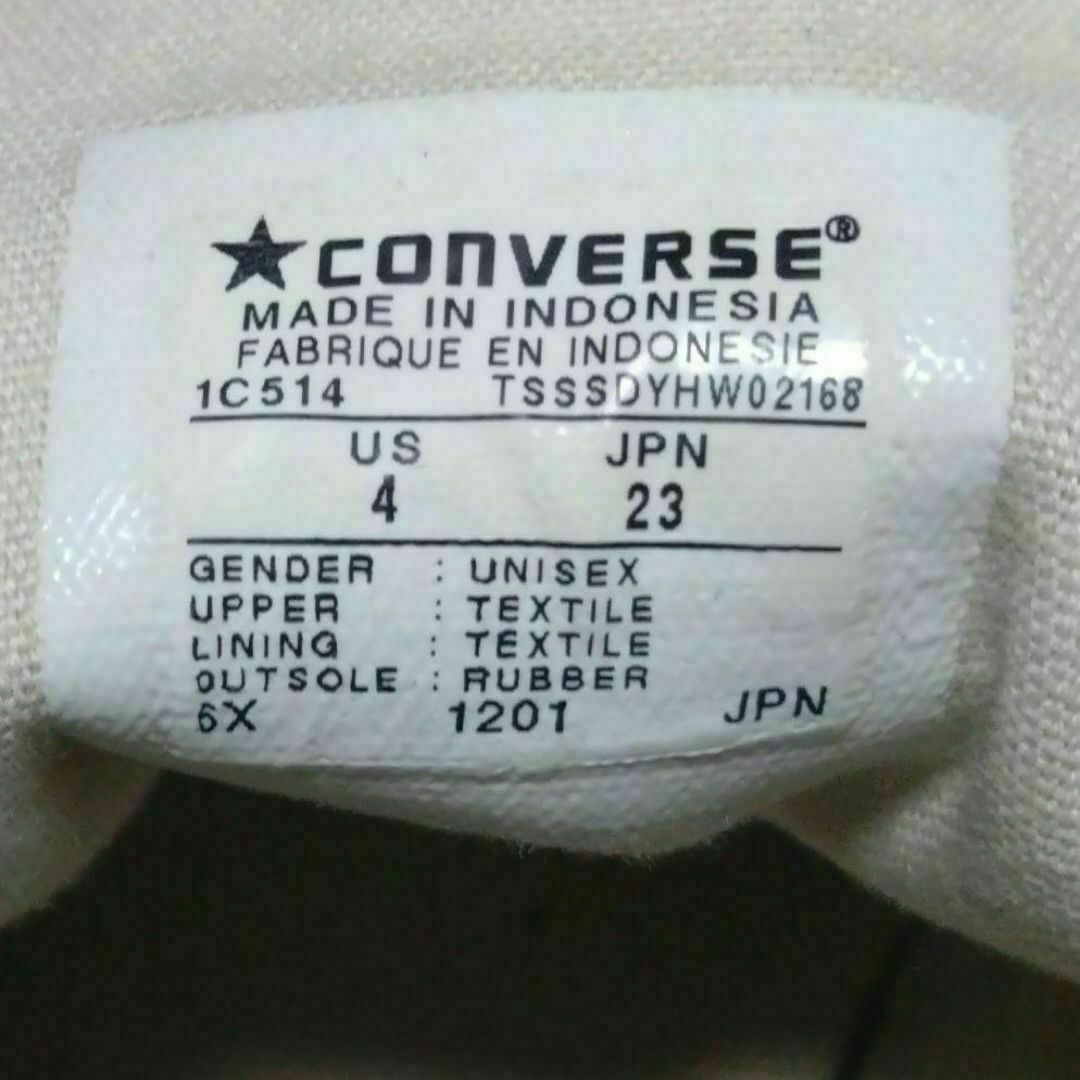 ★CONVERSE®
MADE IN INDONESIA
FABRIQUE EN INDONESIE
1C514 TSSSDYHW02168
US JPN
4 23
GENDER : UNISEX
UPPER : TEXTILE
LINING : TEXTILE
OUTSOLE : RUBBER
6X 1201 JPN